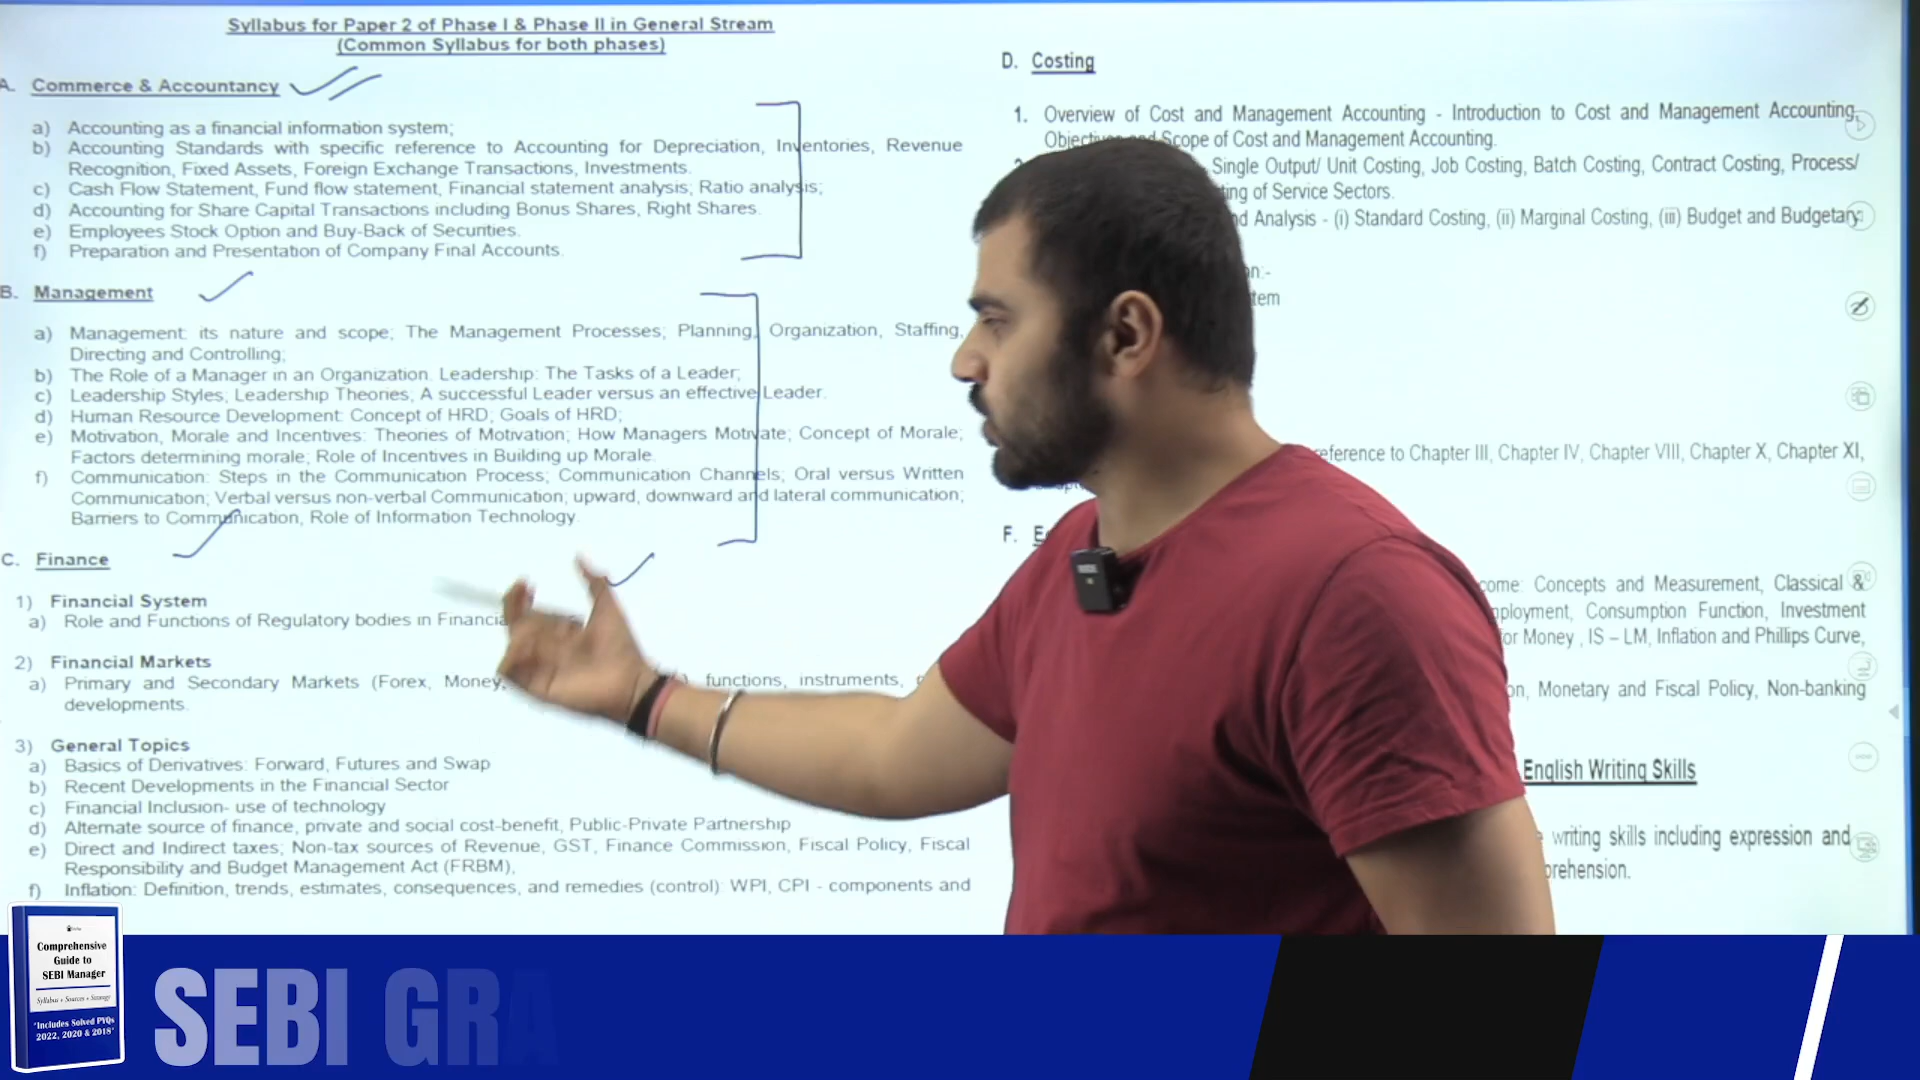 Syllabus for Paper 2 of Phase I & Phase II in General Stream
(Common Syllabus for both phases)
A. Commerce & Accountancy
a) Accounting as a financial information system;
b) Accounting Standards with specific reference to Accounting for Depreciation, Inventories, Revenue
Recognition, Fixed Assets, Foreign Exchange Transactions, Investments.
c) Cash Flow Statement, Fund flow statement, Financial statement analysis; Ratio analysis;
d) Accounting for Share Capital Transactions including Bonus Shares, Right Shares.
e) Employees Stock Option and Buy-Back of Securities.
f) Preparation and Presentation of Company Final Accounts.
B. Management
a) Management: its nature and scope; The Management Processes; Planning, Organization, Staffing,
Directing and Controlling;
b) The Role of a Manager in an Organization. Leadership: The Tasks of a Leader;
c) Leadership Styles; Leadership Theories; A successful Leader versus an effective Leader.
d) Human Resource Development: Concept of HRD; Goals of HRD;
e) Motivation, Morale and Incentives: Theories of Motivation; How Managers Motivate; Concept of Morale;
Factors determining morale; Role of Incentives in Building up Morale.
f) Communication: Steps in the Communication Process; Communication Channels; Oral versus Written
Communication; Verbal versus non-verbal Communication; upward, downward and lateral communication;
Barriers to Communication, Role of Information Technology.
C. Finance
1) Financial System
a) Role and Functions of Regulatory bodies in
2) Financial Markets
a) Primary and Secondary Markets (Forex, Money, functions, instruments,
developments.
3) General Topics
a) Basics of Derivatives: Forward, Futures and Swap
b) Recent Developments in the Financial Sector
c) Financial Inclusion- use of technology
d) Alternate source of finance, private and social cost-benefit, Public-Private Partnership
e) Direct and Indirect taxes; Non-tax sources of Revenue, GST, Finance Commission, Fiscal Policy, Fiscal
Responsibility and Budget Management Act (FRBM),
f) Inflation: Definition, trends, estimates, consequences, and remedies (control): WPI, CPI - components and
D. Costing
1. Overview of Cost and Management Accounting - Introduction to Cost and Management Accounting,
Objectives and Scope of Cost and Management Accounting.
Single Output/ Unit Costing, Job Costing, Batch Costing, Contract Costing, Process/
of Service Sectors.
Analysis - (i) Standard Costing, (ii) Marginal Costing, (iii) Budget and Budgetary
reference to Chapter III, Chapter IV, Chapter VIII, Chapter X, Chapter XI,
F.
Concepts and Measurement, Classical &
Consumption Function, Investment
for Money , IS – LM, Inflation and Phillips Curve,
Monetary and Fiscal Policy, Non-banking
English Writing Skills
writing skills including expression and
Comprehensive
Guide to
SEBI Manager
Syllabus + Sources + Strategy
*Includes Solved PYQs
2022, 2020 & 2018*
SEBI GRA